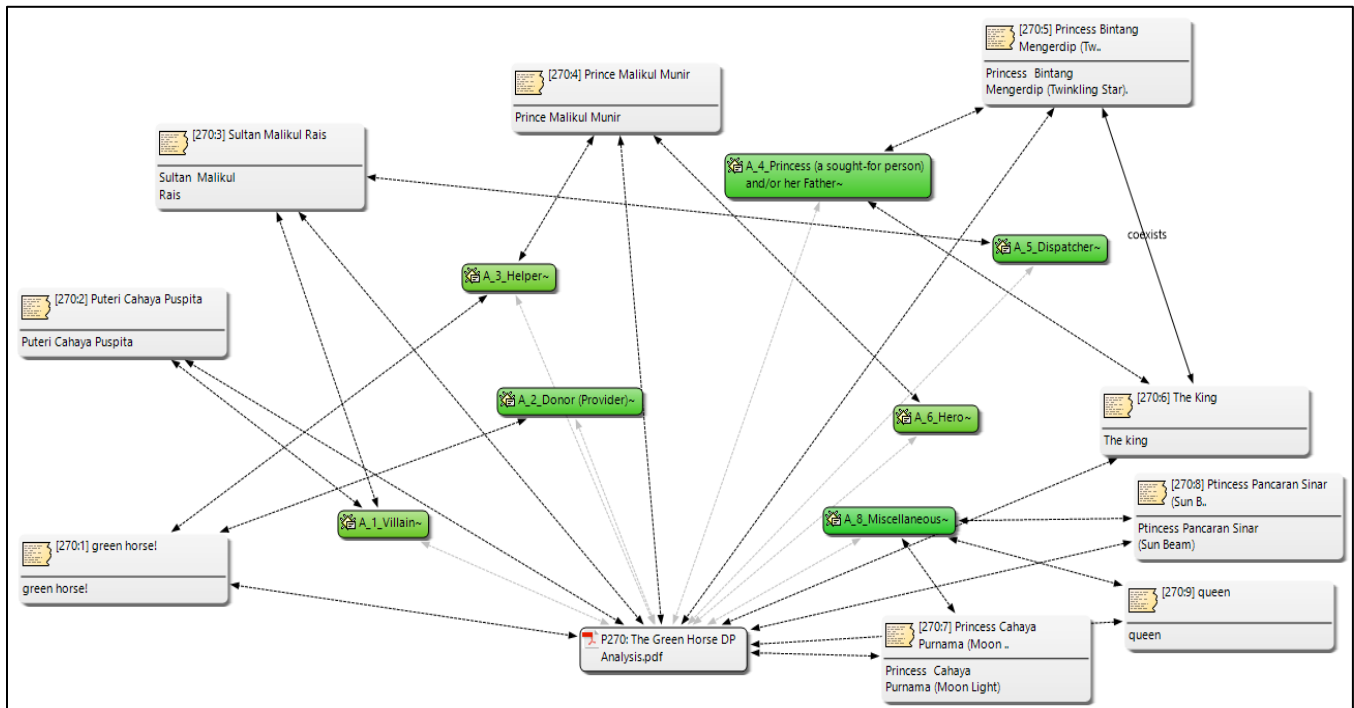 [270:5] Princess Bintang
Mengerdip (Tw..
Princess Bintang
Mengerdip (Twinkling Star).
[270:4] Prince Malikul Munir
Prince Malikul Munir
[270:3] Sultan Malikul Rais
Sultan Malikul
Rais
A_4_Princess (a sought-for person)
and/or her Father~
coexists
A_5_Dispatcher~
A_3_Helper~
[270:2] Puteri Cahaya Puspita
Puteri Cahaya Puspita
A_2_Donor (Provider)~
A_6_Hero~
[270:6] The King
The king
[270:8] Ptincess Pancaran Sinar
(Sun B..
Ptincess Pancaran Sinar
(Sun Beam)
A_1_Villain~
A_8_Miscellaneous~
[270:1] green horse!
green horse!
[270:9] queen
queen
[270:7] Princess Cahaya
Purnama (Moon ..
Princess Cahaya
Purnama (Moon Light)
P270: The Green Horse DP
Analysis.pdf